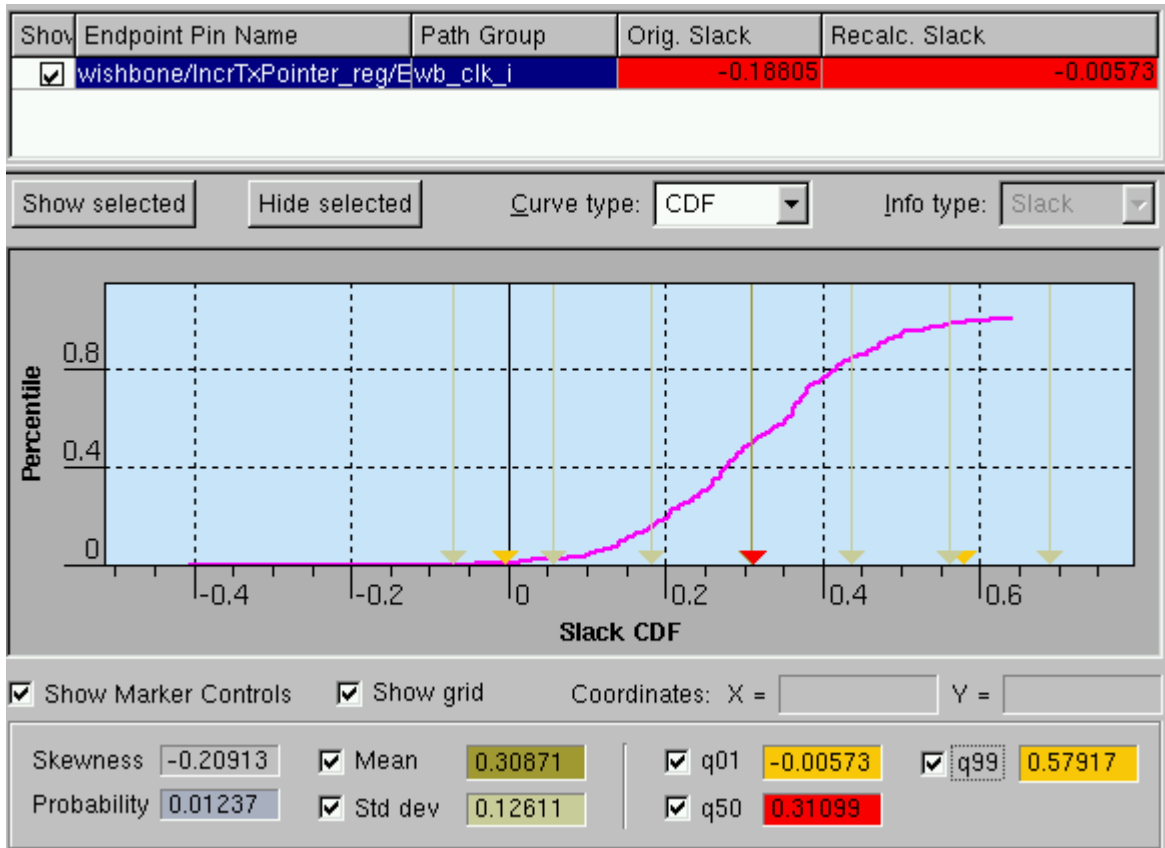 Shov Endpoint Pin Name Path Group Orig. Slack Recalc. Slack
wishbone/IncrTxPointer_reg/E wb_clk_i -0.18805 -0.00573
Show selected Hide selected Curve type: CDF Info type: Slack
0.8
0.4
0
Percentile
-0.4 -0.2 0 0.2 0.4 0.6
Slack CDF
Show Marker Controls Show grid Coordinates: X = Y =
Skewness -0.20913 Mean 0.30871 q01 -0.00573 q99 0.57917
Probability 0.01237 Std dev 0.12611 q50 0.31099